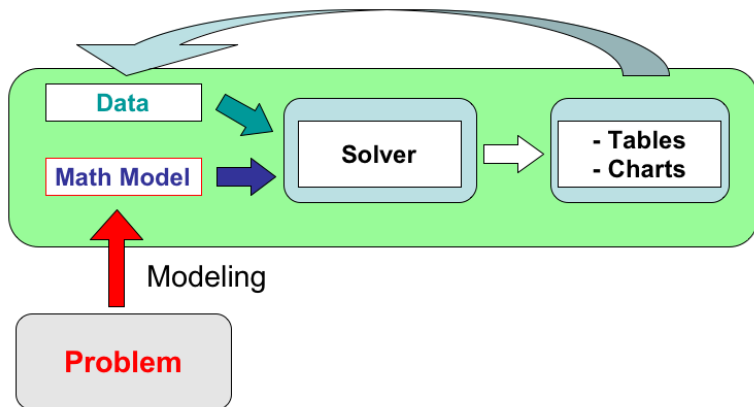 Data
Math Model
Solver
- Tables
- Charts
Modeling
Problem